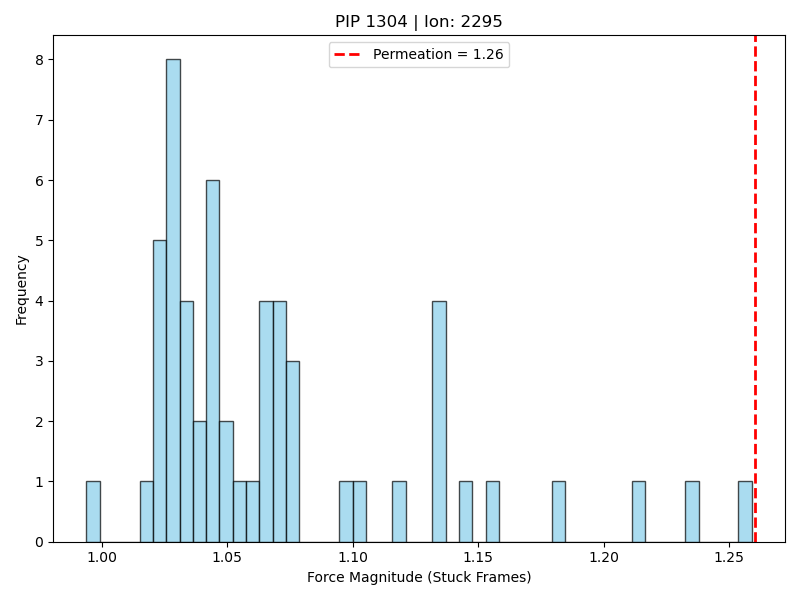 PIP 1304 | Ion: 2295
Permeation = 1.26
8
7
6
5
4
3
2
1
0
Frequency
1.00 1.05 1.10 1.15 1.20 1.25
Force Magnitude (Stuck Frames)